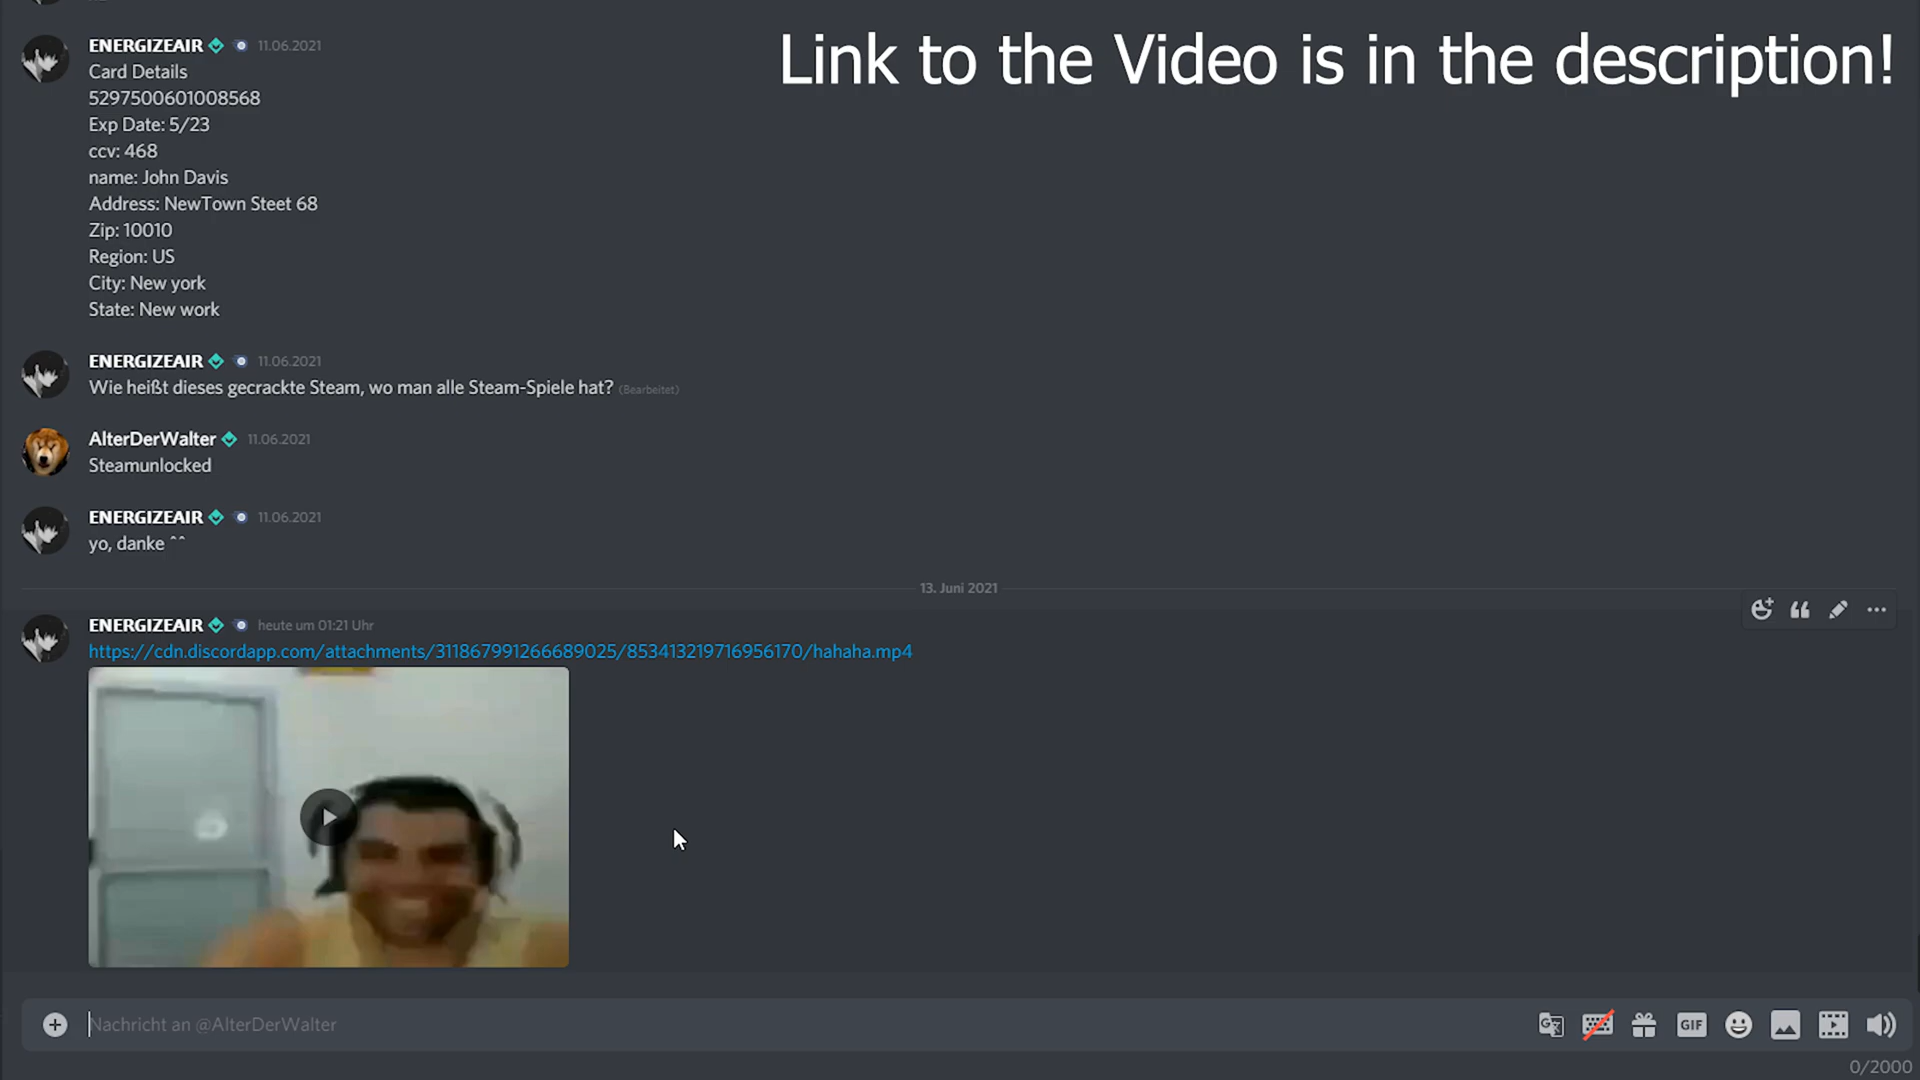 Link to the Video is in the description!
ENERGIZEAIR 11.06.2021
Card Details
5297500601008568
Exp Date: 5/23
ccv: 468
name: John Davis
Address: NewTown Steet 68
Zip: 10010
Region: US
City: New york
State: New work
ENERGIZEAIR 11.06.2021
Wie heißt dieses gecrackte Steam, wo man alle Steam-Spiele hat? (Bearbeitet)
AlterDerWalter 11.06.2021
Steamunlocked
ENERGIZEAIR 11.06.2021
yo, danke ^^
13. Juni 2021
ENERGIZEAIR heute um 01:21 Uhr
https://cdn.discordapp.com/attachments/311867991266689025/853413219716956170/hahaha.mp4
Nachricht an @AlterDerWalter
GIF
0/2000